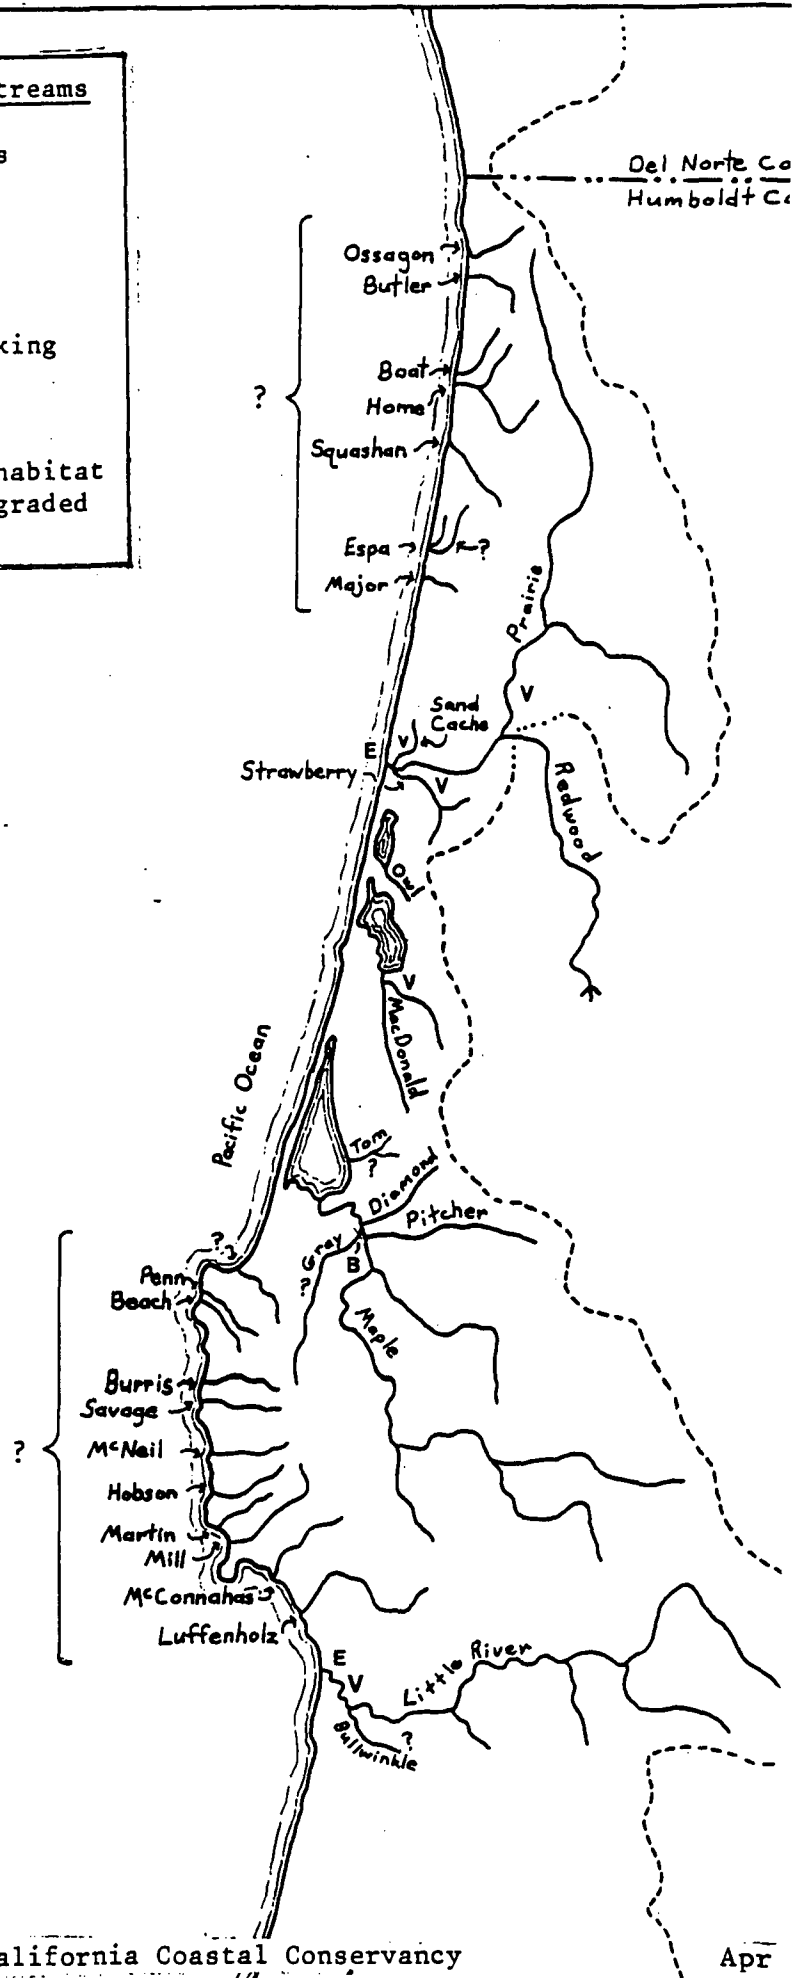 treams
s
king
habitat
graded
Del Norte Co
Humboldt Co
Ossagon
Butler
Boat
?
Home
Squashan
Espa
?
Major
Prairie
V
Sand
Cache
V
E
Strawberry
V
Redwood
Owl
V
MacDonald
Pacific Ocean
Tom
?
Diamond
Pitcher
Gray
?
B
?
Penn
Beach
Maple
Burris
Savage
?
McNeil
Hobson
Martin
Mill
McConnahas
Luffenholz
E
V
Little River
?
Bullwinkle
alifornia Coastal Conservancy
Apr